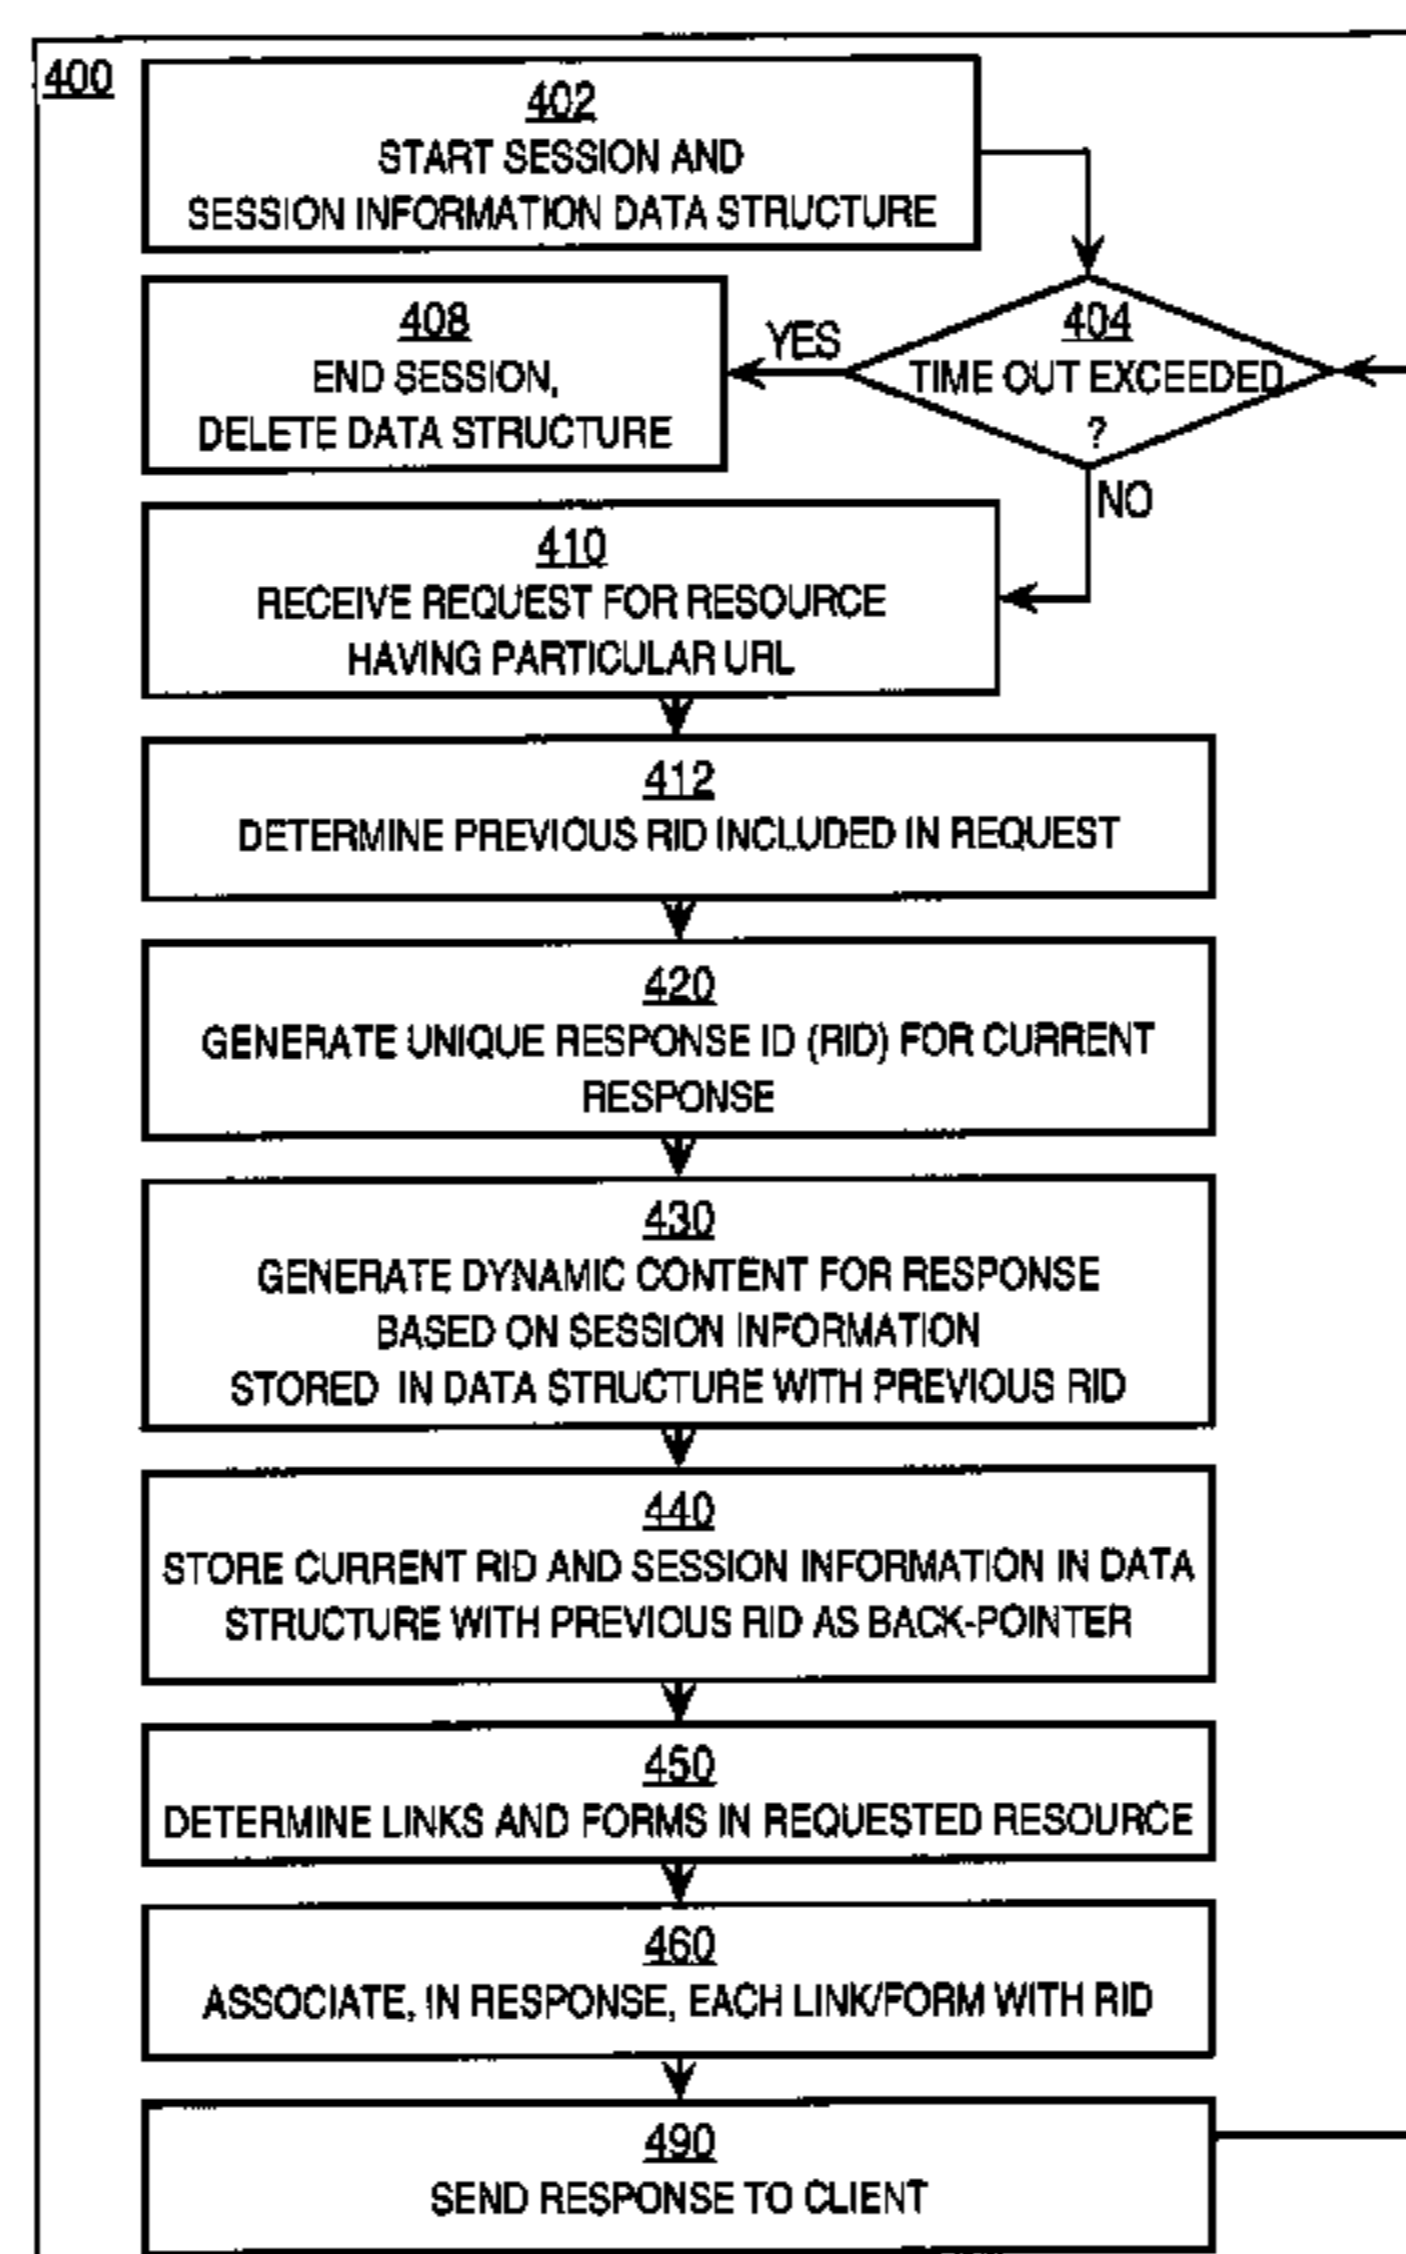 400
402
START SESSION AND
SESSION INFORMATION DATA STRUCTURE
408
END SESSION,
DELETE DATA STRUCTURE
YES
404
TIME OUT EXCEEDED
?
NO
410
RECEIVE REQUEST FOR RESOURCE
HAVING PARTICULAR URL
412
DETERMINE PREVIOUS RID INCLUDED IN REQUEST
420
GENERATE UNIQUE RESPONSE ID (RID) FOR CURRENT
RESPONSE
430
GENERATE DYNAMIC CONTENT FOR RESPONSE
BASED ON SESSION INFORMATION
STORED IN DATA STRUCTURE WITH PREVIOUS RID
440
STORE CURRENT RID AND SESSION INFORMATION IN DATA
STRUCTURE WITH PREVIOUS RID AS BACK-POINTER
450
DETERMINE LINKS AND FORMS IN REQUESTED RESOURCE
460
ASSOCIATE, IN RESPONSE, EACH LINK/FORM WITH RID
490
SEND RESPONSE TO CLIENT